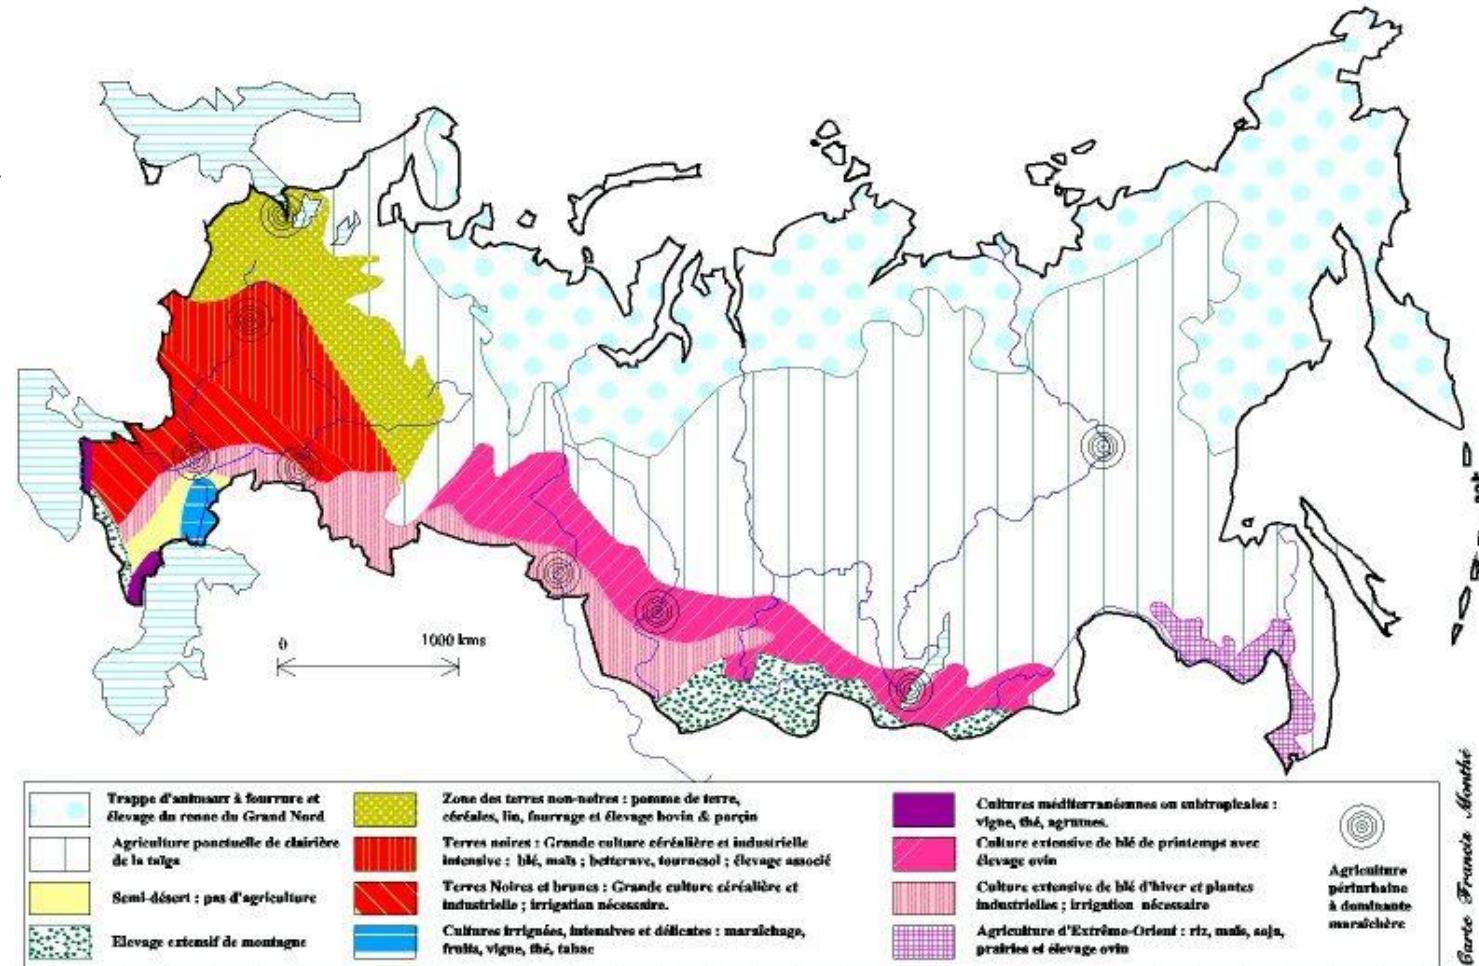 0
1000 kms
Trappe d'animaux à fourrure et
élevage du renne du Grand Nord
Agriculture ponctuelle de clairière
de la taïga
Semi-désert : pas d'agriculture
Elevage extensif de montagne
Zone des terres non-noires : pomme de terre,
céréales, lin, fourrage et élevage bovin & porçin
Terres noires : Grande culture céréalière et industrielle
intensive : blé, maïs ; betterave, tournesol ; élevage associé
Terres Noires et brunes : Grande culture céréalière et
industrielle ; irrigation nécessaire.
Cultures irriguées, intensives et délicates : maraîchage,
fruits, vigne, thé, tabac
Cultures méditerranéennes ou subtropicales :
vigne, thé, agrumes.
Culture extensive de blé de printemps avec
élevage ovin
Culture extensive de blé d'hiver et plantes
industrielles ; irrigation nécessaire
Agriculture d'Extrême-Orient : riz, maïs, soja,
prairies et élevage ovin
Agriculture
périurbaine
à dominante
maraîchère
Carte Francis Monthé